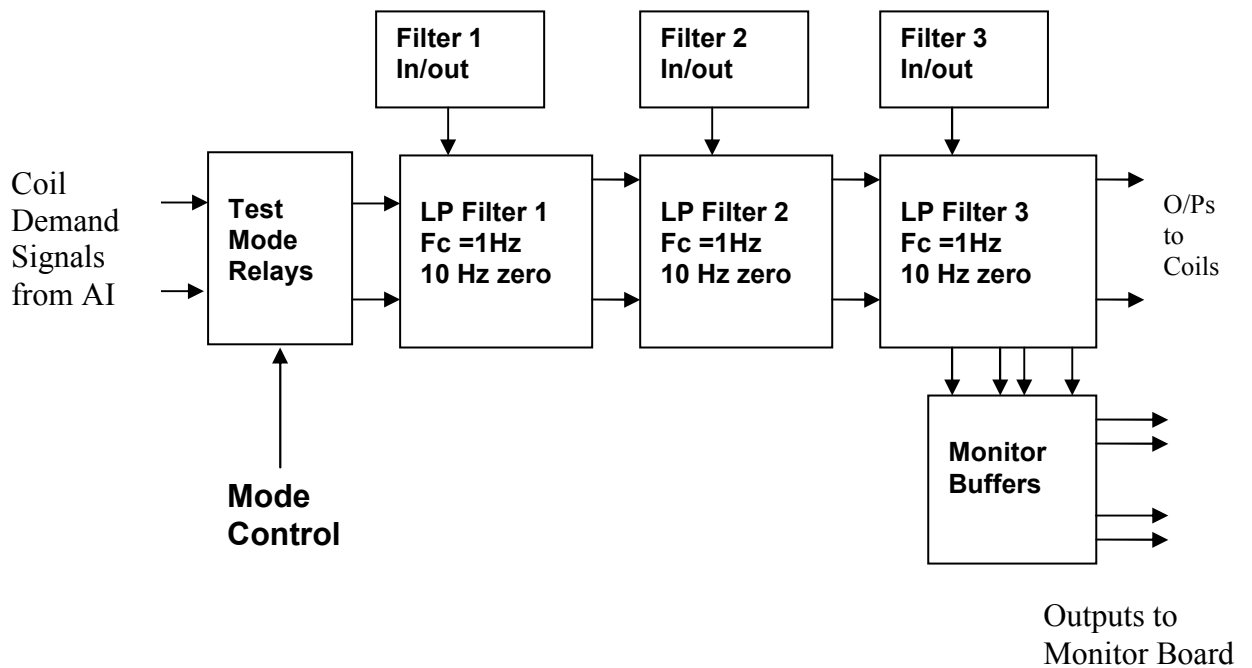 Filter 1
In/out
Filter 2
In/out
Filter 3
In/out
Coil
Demand
Signals
from AI
Test
Mode
Relays
LP Filter 1
Fc =1Hz
10 Hz zero
LP Filter 2
Fc =1Hz
10 Hz zero
LP Filter 3
Fc =1Hz
10 Hz zero
O/Ps
to
Coils
Mode
Control
Monitor
Buffers
Outputs to
Monitor Board